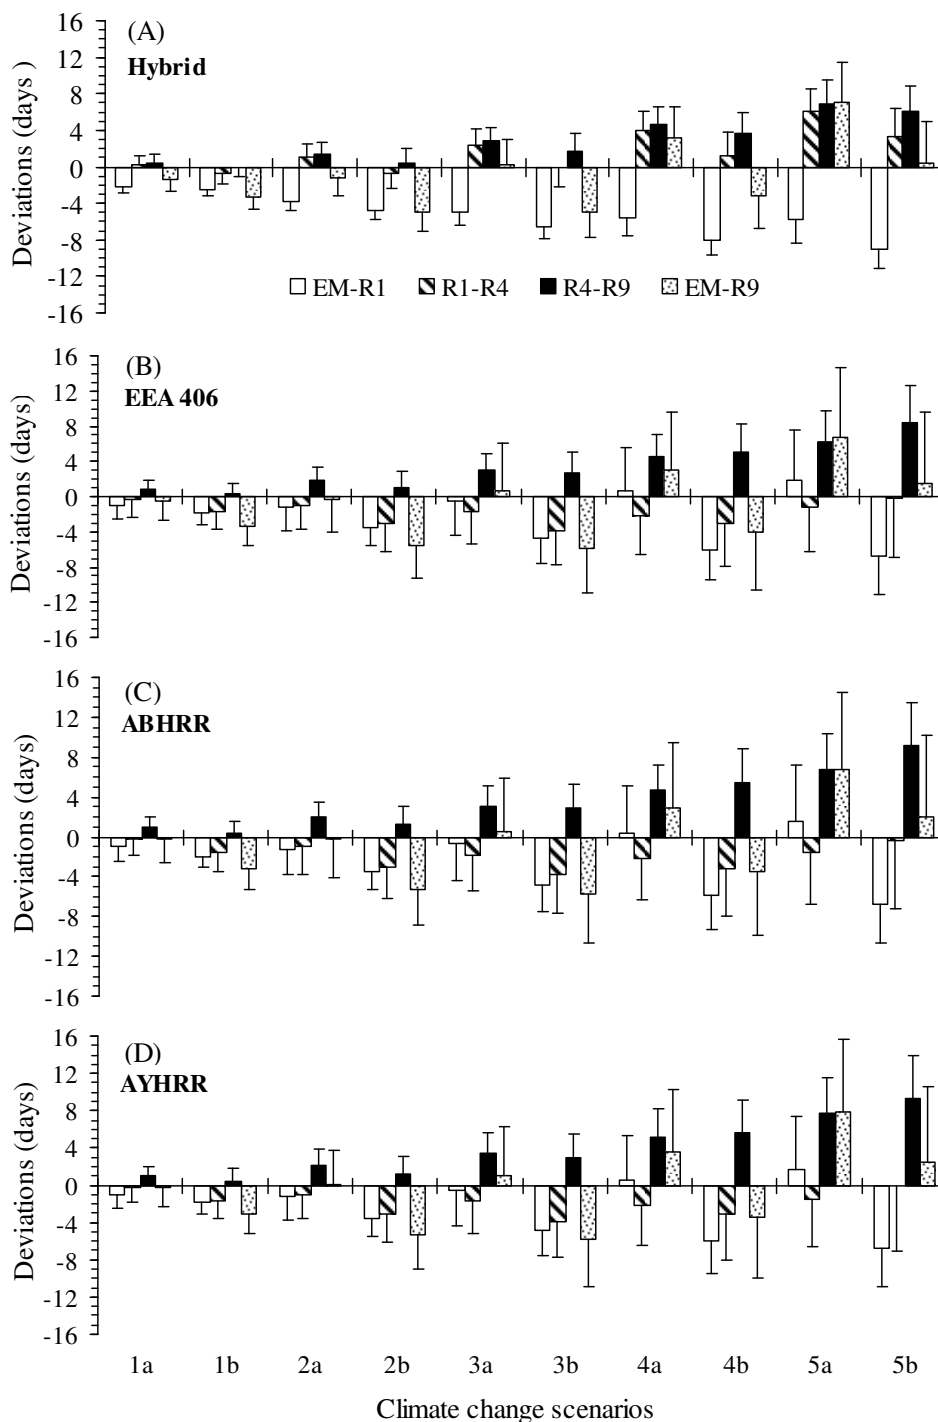 (A)
Hybrid
Deviations (days )
16
12
8
4
0
-4
-8
-12
-16
EM-R1 R1-R4 R4-R9 EM-R9
(B)
EEA 406
Deviations (days)
16
12
8
4
0
-4
-8
-12
-16
(C)
ABHRR
Deviations (days)
16
12
8
4
0
-4
-8
-12
-16
(D)
AYHRR
Deviations (days)
16
12
8
4
0
-4
-8
-12
-16
1a 1b 2a 2b 3a 3b 4a 4b 5a 5b
Climate change scenarios